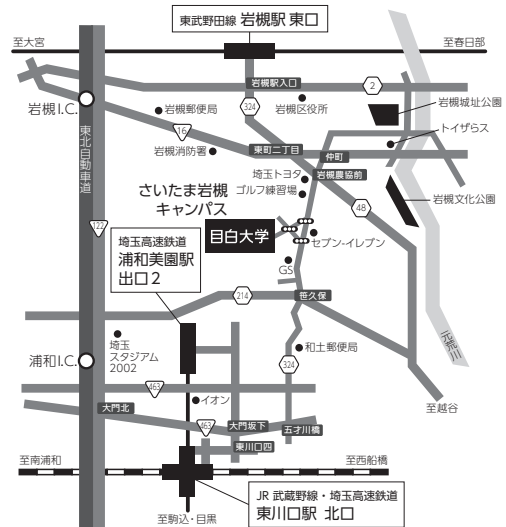 東武野田線 岩槻駅 東口
至大宮
至春日部
岩槻駅入口
2
岩槻I.C.
324
岩槻城址公園
岩槻郵便局
岩槻区役所
16
トイザらス
東町二丁目
仲町
岩槻消防署
埼玉トヨタ
岩槻農協前
ゴルフ練習場
さいたま岩槻
キャンパス
岩槻文化公園
48
東北自動車道
122
目白大学
セブン-イレブン
埼玉高速鉄道
浦和美園駅
出口2
GS
214
笹久保
元荒川
埼玉
スタジアム
2002
和土郵便局
浦和I.C.
324
463
イオン
至越谷
大門北
463
大門坂下
五才川橋
東川口四
至南浦和
至西船橋
JR 武蔵野線・埼玉高速鉄道
東川口駅 北口
至駒込・目黒